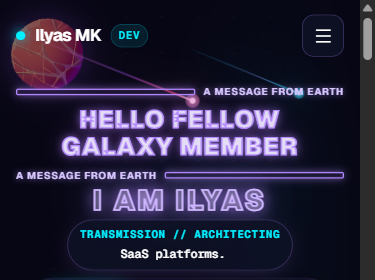 Ilyas MK DEV
A MESSAGE FROM EARTH
HELLO FELLOW
GALAXY MEMBER
A MESSAGE FROM EARTH
I AM ILYAS
TRANSMISSION // ARCHITECTING
SaaS platforms.